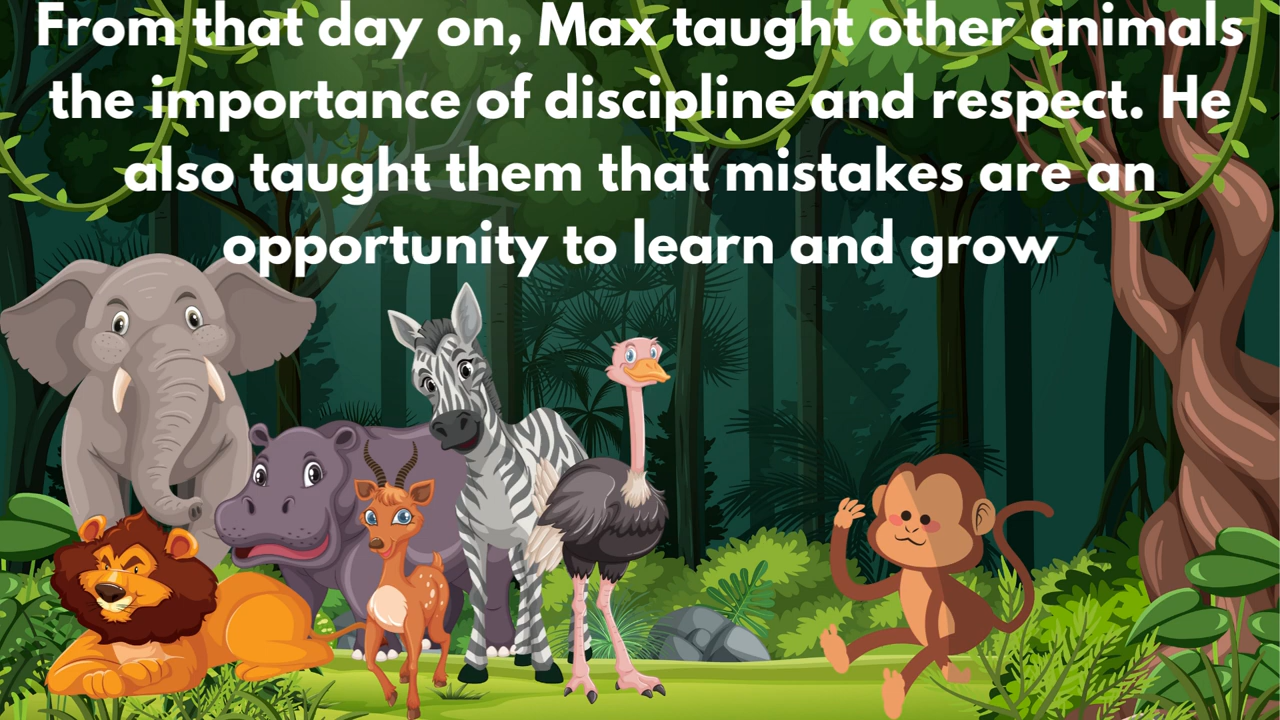 From that day on, Max taught other animals
the importance of discipline and respect. He
also taught them that mistakes are an
opportunity to learn and grow